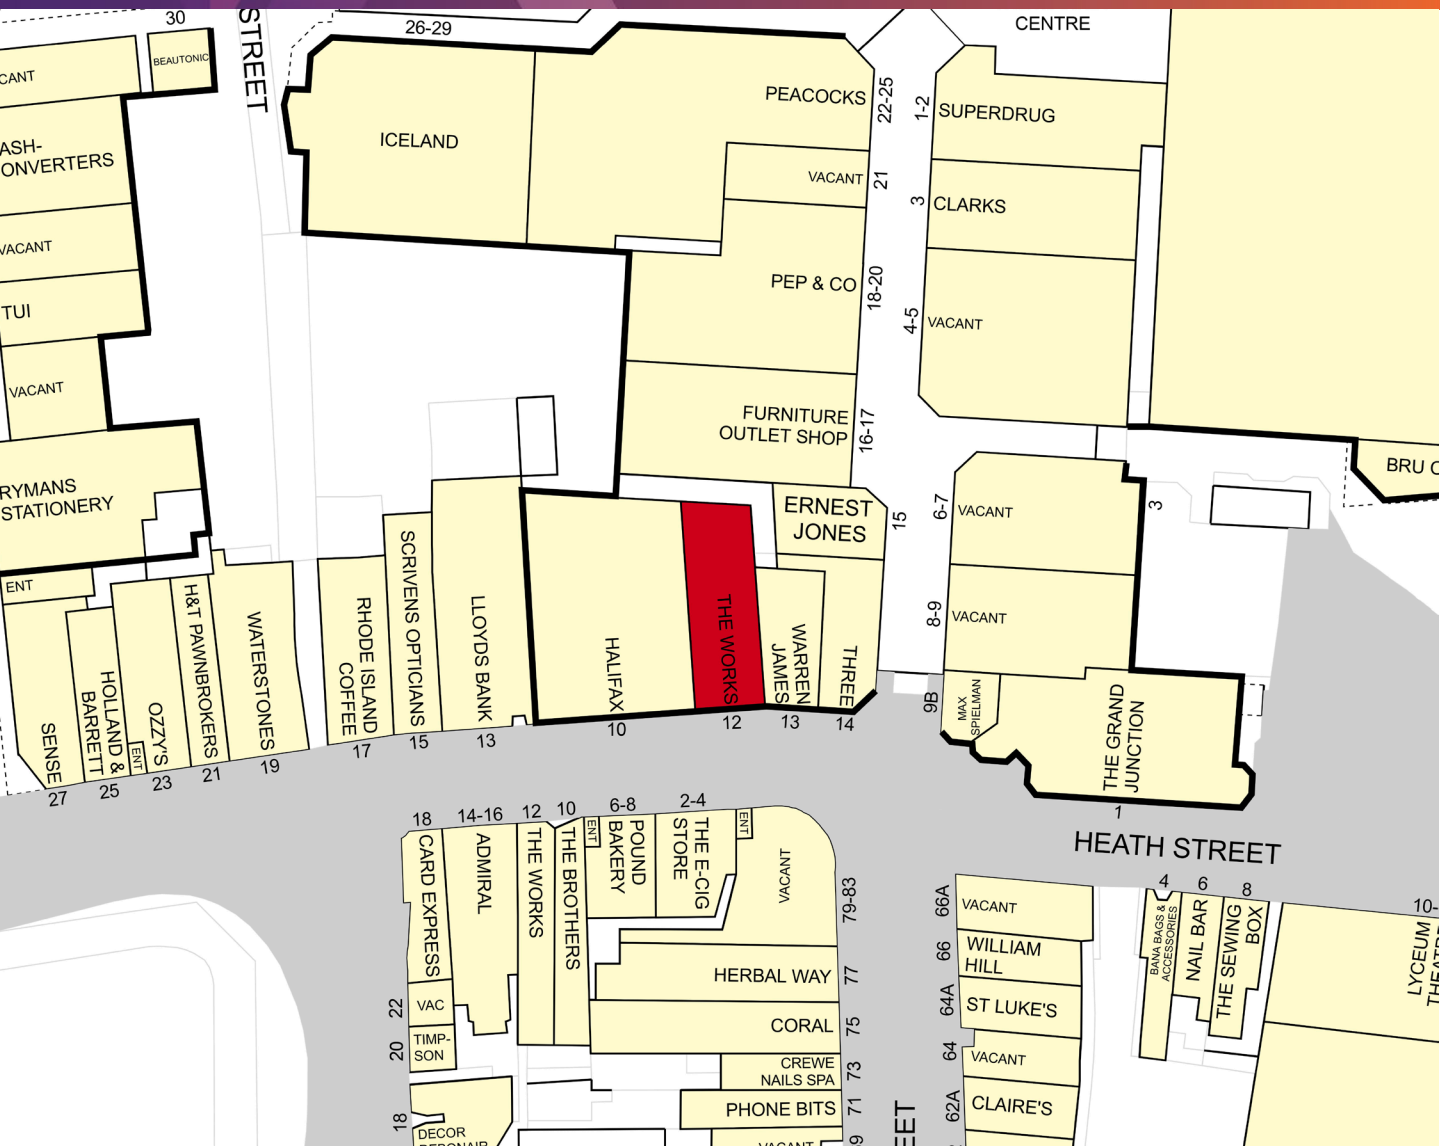 30
BEAUTONIC
STREET
26-29
CENTRE
CANT
ASH-
ONVERTERS
VACANT
TUI
VACANT
RYMANS
STATIONERY
ICELAND
PEACOCKS
22-25
VACANT
21
PEP & CO
18-20
FURNITURE
OUTLET SHOP
16-17
1-2
SUPERDRUG
3
CLARKS
4-5
VACANT
BRU C
ERNEST
JONES
15
6-7
VACANT
3
8-9
VACANT
9B
MAX
SPIELMAN
THE GRAND
JUNCTION
1
ENT
SENSE
27
HOLLAND &
BARRETT
25
ENT
OZZY'S
23
H&T PAWNBROKERS
21
WATERSTONES
19
RHODE ISLAND
COFFEE
17
SCRIVENS OPTICIANS
15
LLOYDS BANK
13
HALIFAX
10
THE WORKS
12
WARREN
JAMES
13
THREE
14
HEATH STREET
18
CARD EXPRESS
14-16
ADMIRAL
12
THE WORKS
10
THE BROTHERS
ENT
6-8
POUND
BAKERY
2-4
THE E-CIG
STORE
ENT
VACANT
79-83
HERBAL WAY
77
CORAL
75
CREWE
NAILS SPA
73
PHONE BITS
71
VACANT
9
22
VAC
20
TIMP-
SON
18
DECOR
DEBONAIR
EET
66A
VACANT
66
WILLIAM
HILL
64A
ST LUKE'S
64
VACANT
62A
CLAIRE'S
4
BANA BAGS &
ACCESSORIES
6
NAIL BAR
8
THE SEWING
BOX
10-
LYCEUM
THEATRE